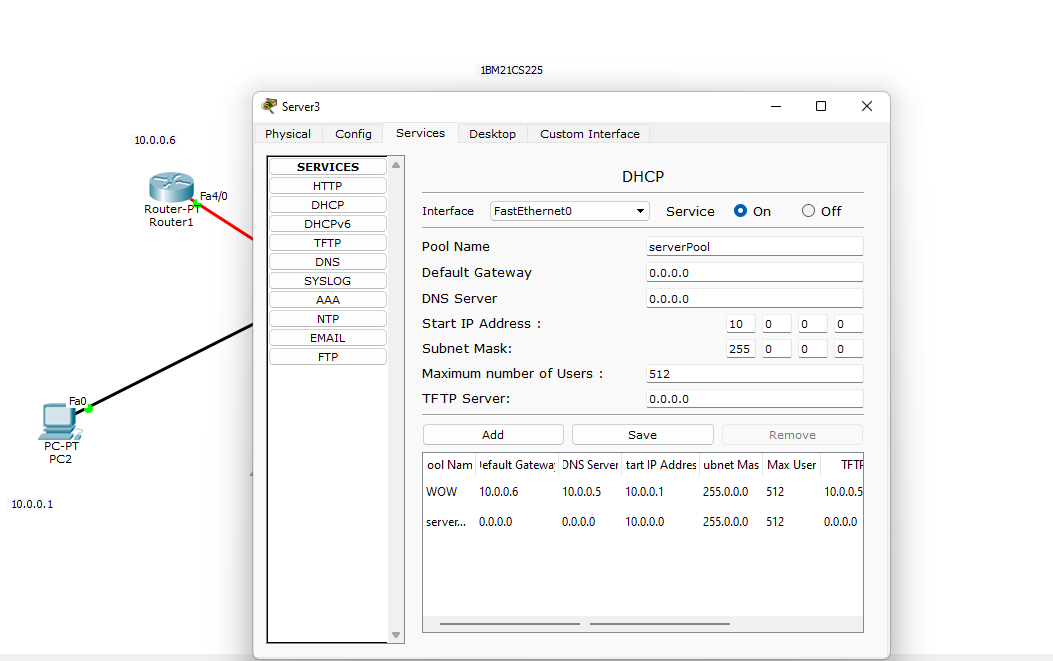 1BM21CS225
Server3
Physical Config Services Desktop Custom Interface
10.0.0.6
Fa4/0
Router-PT
Router1
Fa0
PC-PT
PC2
10.0.0.1
SERVICES
HTTP
DHCP
DHCPv6
TFTP
DNS
SYSLOG
AAA
NTP
EMAIL
FTP
DHCP
Interface FastEthernet0 Service On Off
Pool Name serverPool
Default Gateway 0.0.0.0
DNS Server 0.0.0.0
Start IP Address : 10 0 0 0
Subnet Mask: 255 0 0 0
Maximum number of Users : 512
TFTP Server: 0.0.0.0
Add Save Remove
ool Nam efault Gateway DNS Server tart IP Addres ubnet Mas Max User TFTP
WOW 10.0.0.6 10.0.0.5 10.0.0.1 255.0.0.0 512 10.0.0.5
server... 0.0.0.0 0.0.0.0 10.0.0.0 255.0.0.0 512 0.0.0.0